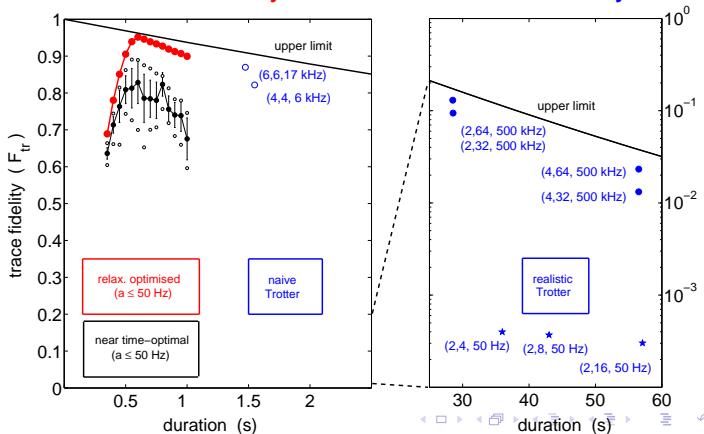 1
0.9
0.8
0.7
0.6
0.5
0.4
0.3
0.2
0.1
0
trace fidelity ( F_tr )
upper limit
(6,6,17 kHz)
(4,4, 6 kHz)
relax. optimised
(a ≤ 50 Hz)
naive
Trotter
near time−optimal
(a ≤ 50 Hz)
0.5
1
1.5
2
duration (s)
upper limit
(2,64, 500 kHz)
(2,32, 500 kHz)
(4,64, 500 kHz)
(4,32, 500 kHz)
realistic
Trotter
(2,4, 50 Hz)
(2,8, 50 Hz)
(2,16, 50 Hz)
10^0
10^−1
10^−2
10^−3
30
40
50
60
duration (s)